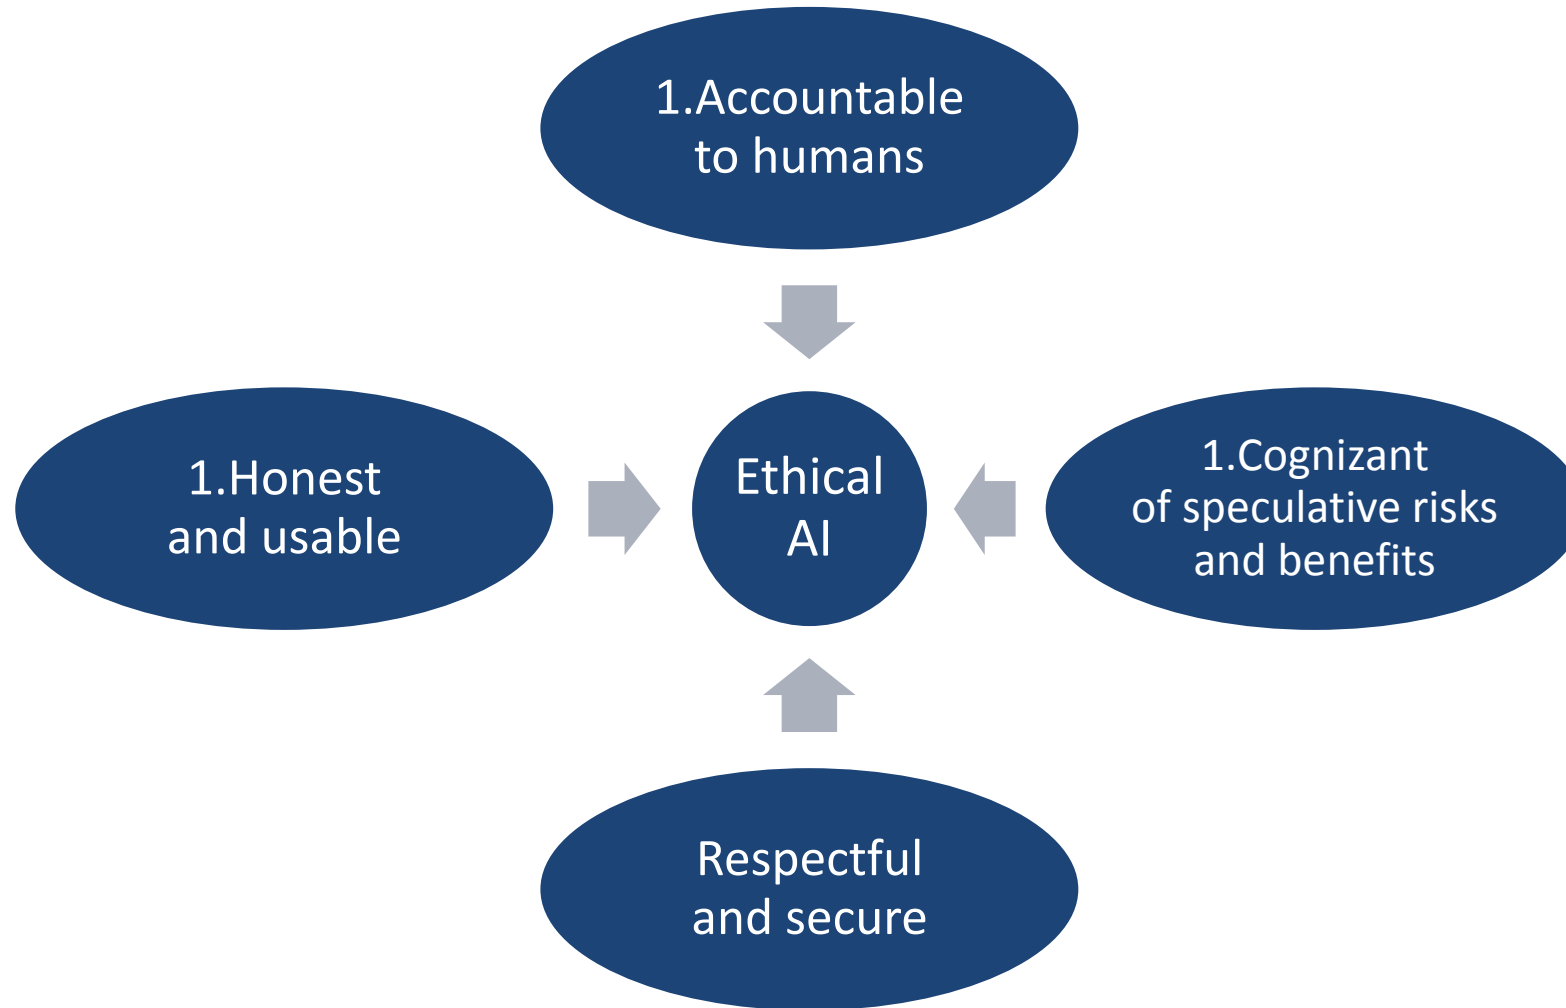 1.Accountable
to humans
1.Honest
and usable
Ethical
AI
1.Cognizant
of speculative risks
and benefits
Respectful
and secure